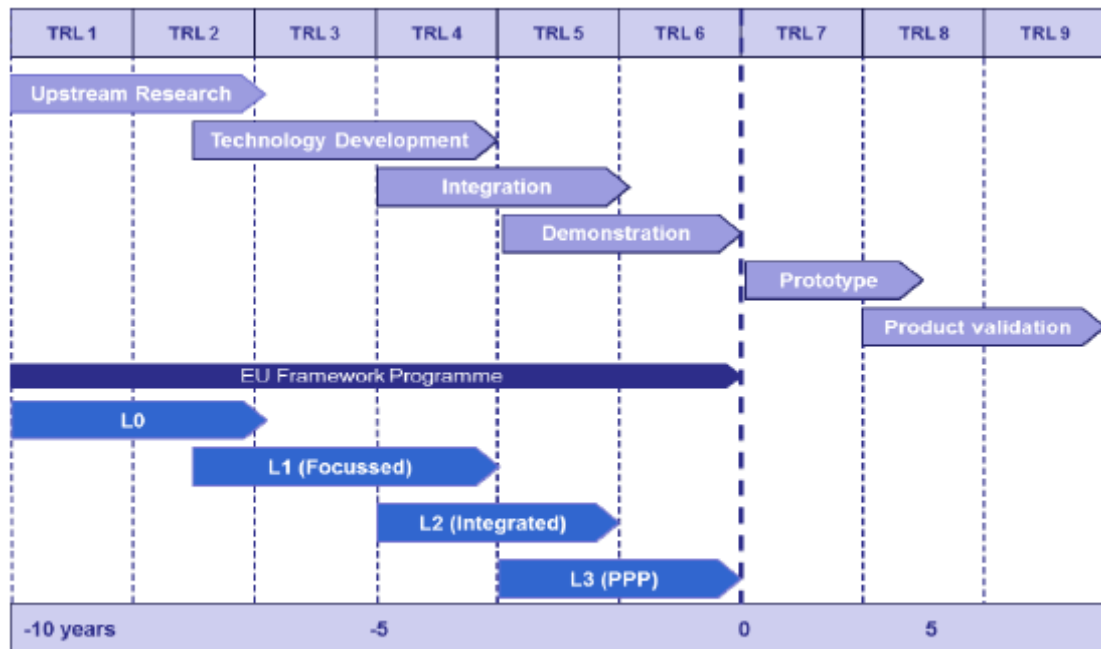 TRL 1 TRL 2 TRL 3 TRL 4 TRL 5 TRL 6 TRL 7 TRL 8 TRL 9
Upstream Research
Technology Development
Integration
Demonstration
Prototype
Product validation
EU Framework Programme
L0
L1 (Focussed)
L2 (Integrated)
L3 (PPP)
-10 years -5 0 5